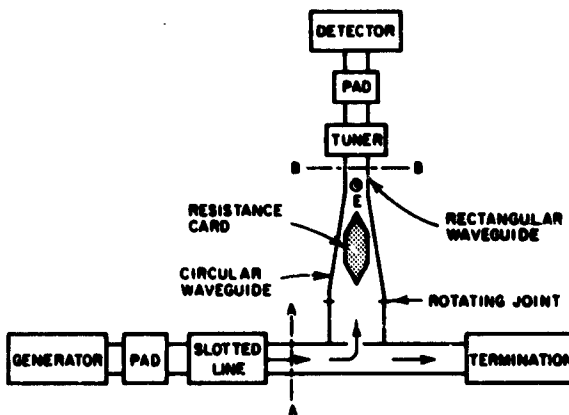 DETECTOR
PAD
TUNER
B B
E
RESISTANCE
CARD
RECTANGULAR
WAVEGUIDE
CIRCULAR
WAVEGUIDE
ROTATING JOINT
A
GENERATOR
PAD
SLOTTED
LINE
TERMINATION
A